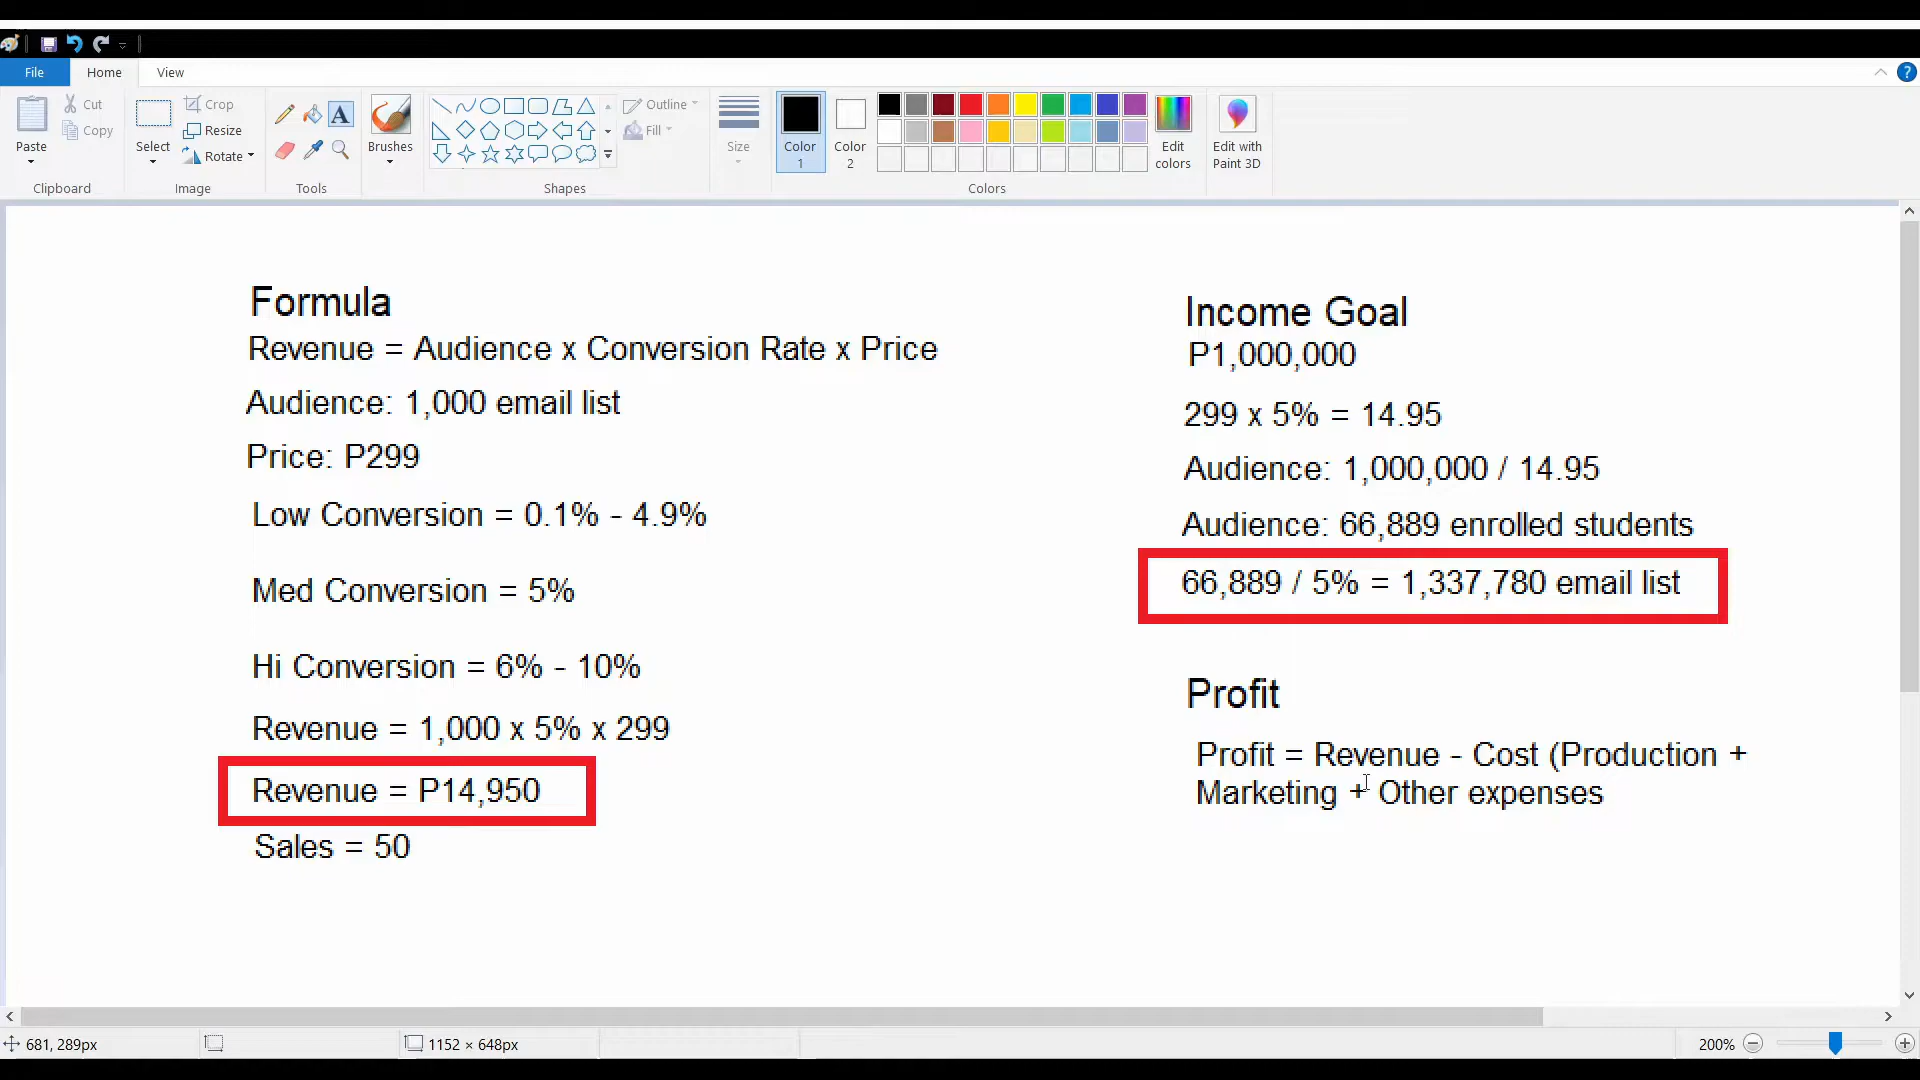 File
Home
View
Paste
Cut
Copy
Clipboard
Select
Crop
Resize
Rotate
Image
Tools
Brushes
Outline
Fill
Shapes
Size
Color 1
Color 2
Edit colors
Colors
Edit with Paint 3D
Formula
Revenue = Audience x Conversion Rate x Price
Audience: 1,000 email list
Price: P299
Low Conversion = 0.1% - 4.9%
Med Conversion = 5%
Hi Conversion = 6% - 10%
Revenue = 1,000 x 5% x 299
Revenue = P14,950
Sales = 50
Income Goal
P1,000,000
299 x 5% = 14.95
Audience: 1,000,000 / 14.95
Audience: 66,889 enrolled students
66,889 / 5% = 1,337,780 email list
Profit
Profit = Revenue - Cost (Production +
Marketing + Other expenses
681, 289px
1152 × 648px
200%